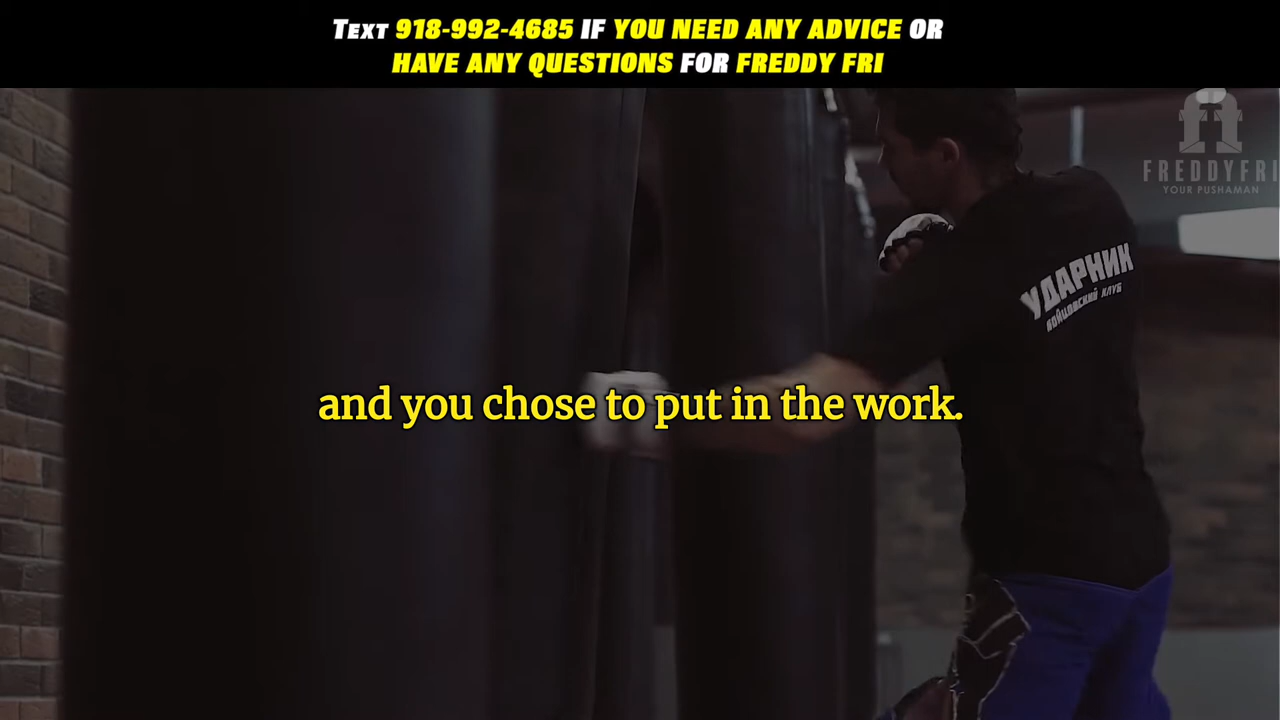 Text 918-992-4685 IF YOU NEED ANY ADVICE OR
HAVE ANY QUESTIONS FOR FREDDY FRI
FREDDYFRI
YOUR PUSHAMAN
УДАРНИК
БОЙЦОВСКИЙ КЛУБ
and you chose to put in the work.